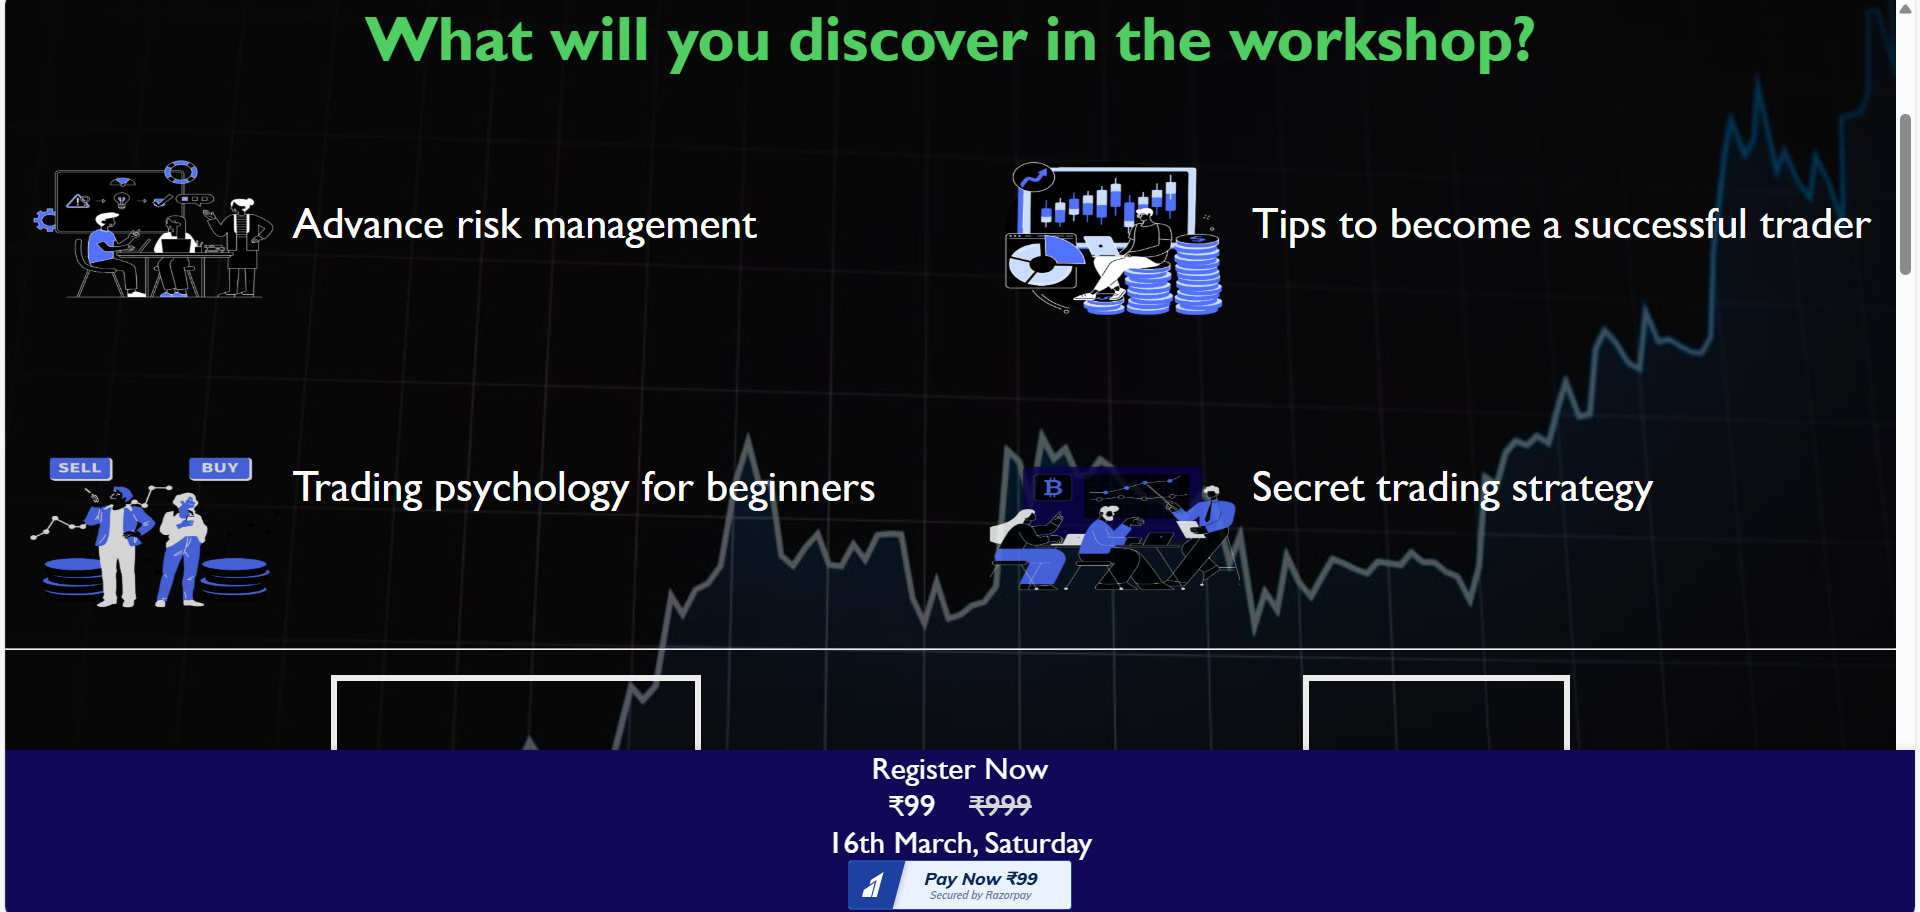 What will you discover in the workshop?
Advance risk management
Tips to become a successful trader
SELL BUY
Trading psychology for beginners
Secret trading strategy
Register Now
₹99 ₹999
16th March, Saturday
Pay Now ₹99
Secured by Razorpay